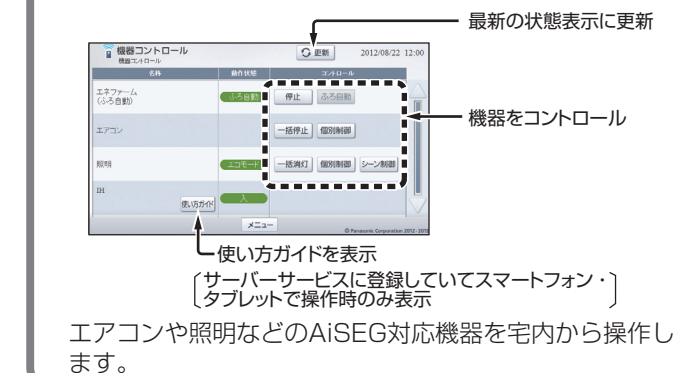 最新の状態表示に更新
機器コントロール
機器コントロール
更新
2012/08/22 12:00
名称
動作状態
コントロール
エネファーム
(ふろ自動)
ふろ自動
停止
ふろ自動
機器をコントロール
エアコン
一括停止
個別制御
照明
エコモード
一括消灯
個別制御
シーン制御
IH
使い方ガイド
入
メニュー
© Panasonic Corporation 2012-201
使い方ガイドを表示
サーバーサービスに登録していてスマートフォン・
タブレットで操作時のみ表示
エアコンや照明などのAiSEG対応機器を宅内から操作し
ます。